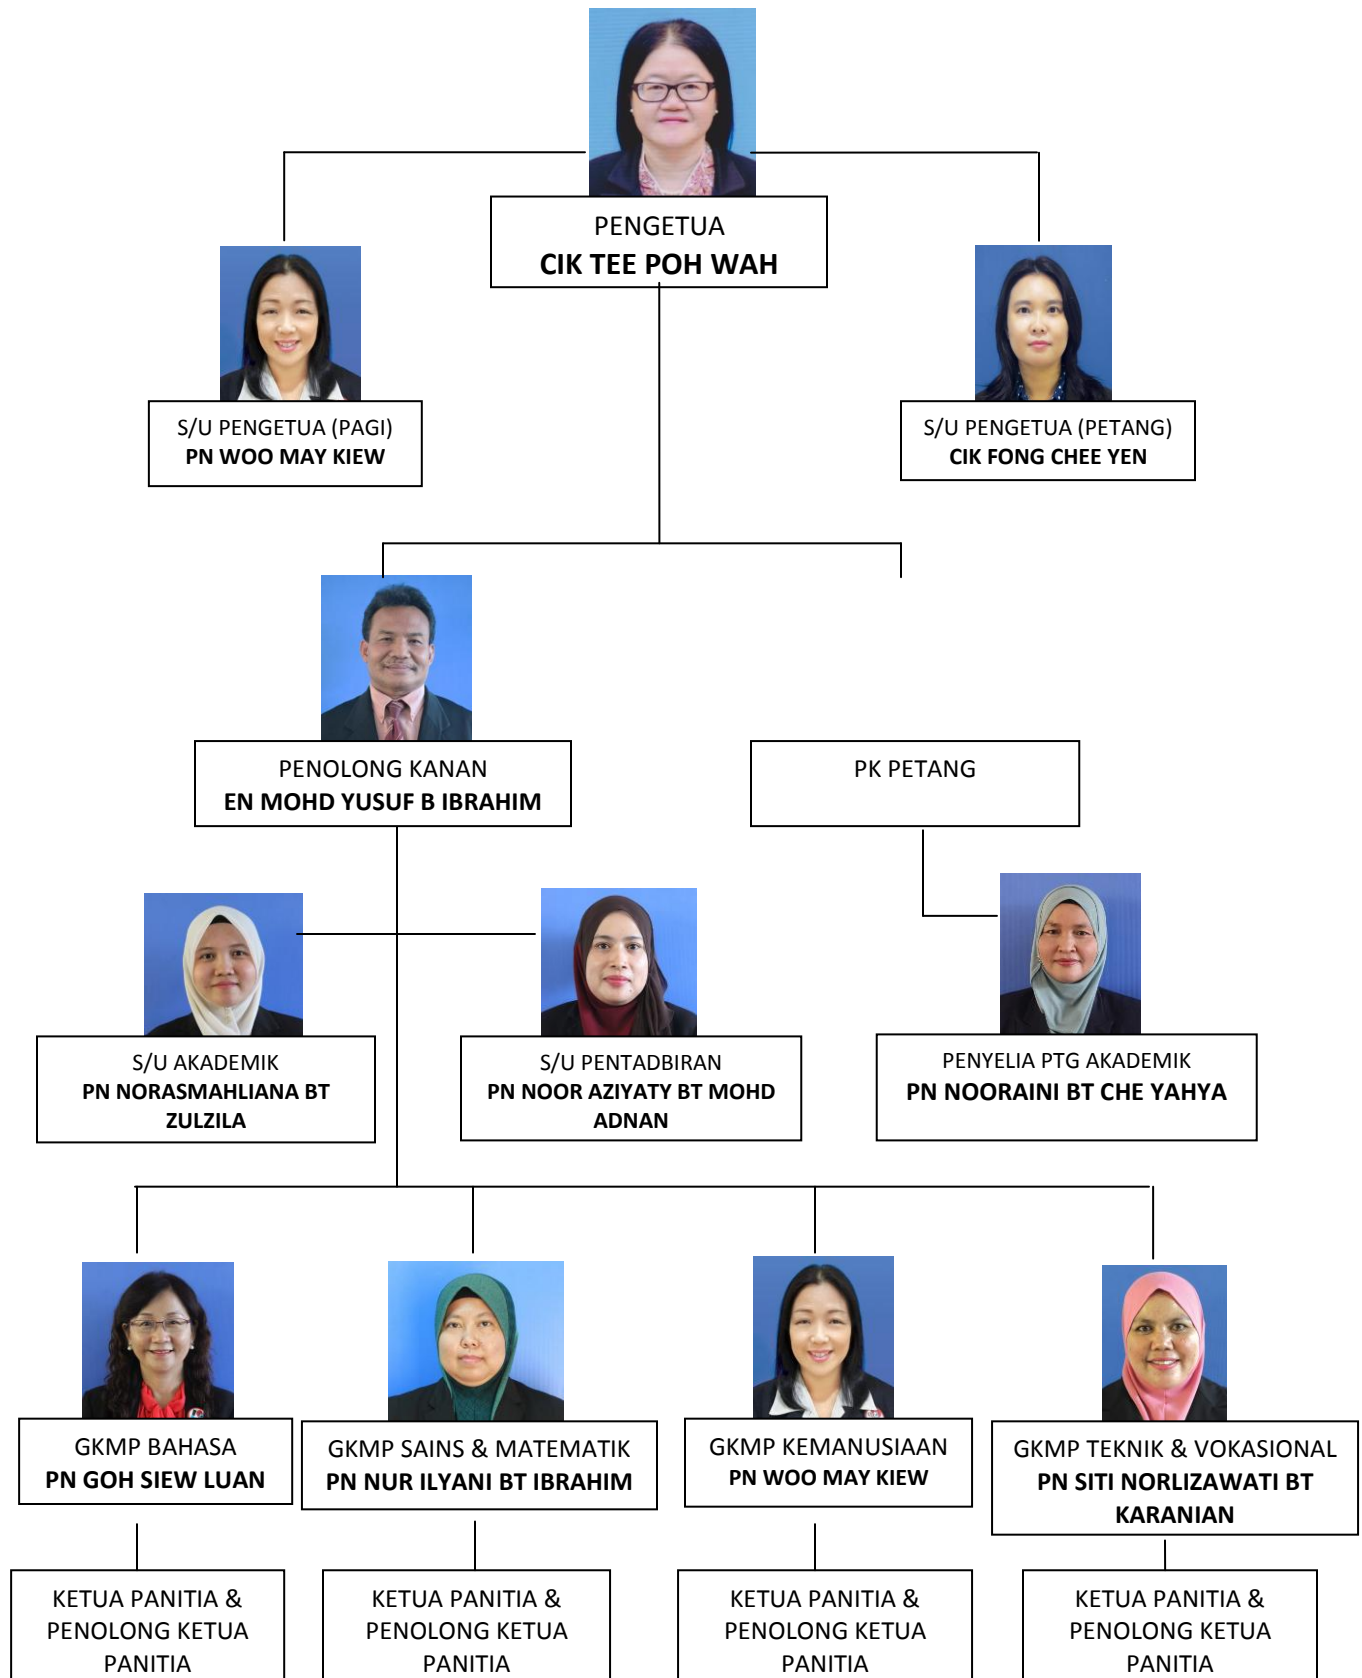 PENGETUA
CIK TEE POH WAH
S/U PENGETUA (PAGI)
PN WOO MAY KIEW
S/U PENGETUA (PETANG)
CIK FONG CHEE YEN
PENOLONG KANAN
EN MOHD YUSUF B IBRAHIM
PK PETANG
S/U AKADEMIK
PN NORASMAHLIANA BT
ZULZILA
S/U PENTADBIRAN
PN NOOR AZIYATY BT MOHD
ADNAN
PENYELIA PTG AKADEMIK
PN NOORAINI BT CHE YAHYA
GKMP BAHASA
PN GOH SIEW LUAN
GKMP SAINS & MATEMATIK
PN NUR ILYANI BT IBRAHIM
GKMP KEMANUSIAAN
PN WOO MAY KIEW
GKMP TEKNIK & VOKASIONAL
PN SITI NORLIZAWATI BT
KARANIAN
KETUA PANITIA &
PENOLONG KETUA
PANITIA
KETUA PANITIA &
PENOLONG KETUA
PANITIA
KETUA PANITIA &
PENOLONG KETUA
PANITIA
KETUA PANITIA &
PENOLONG KETUA
PANITIA